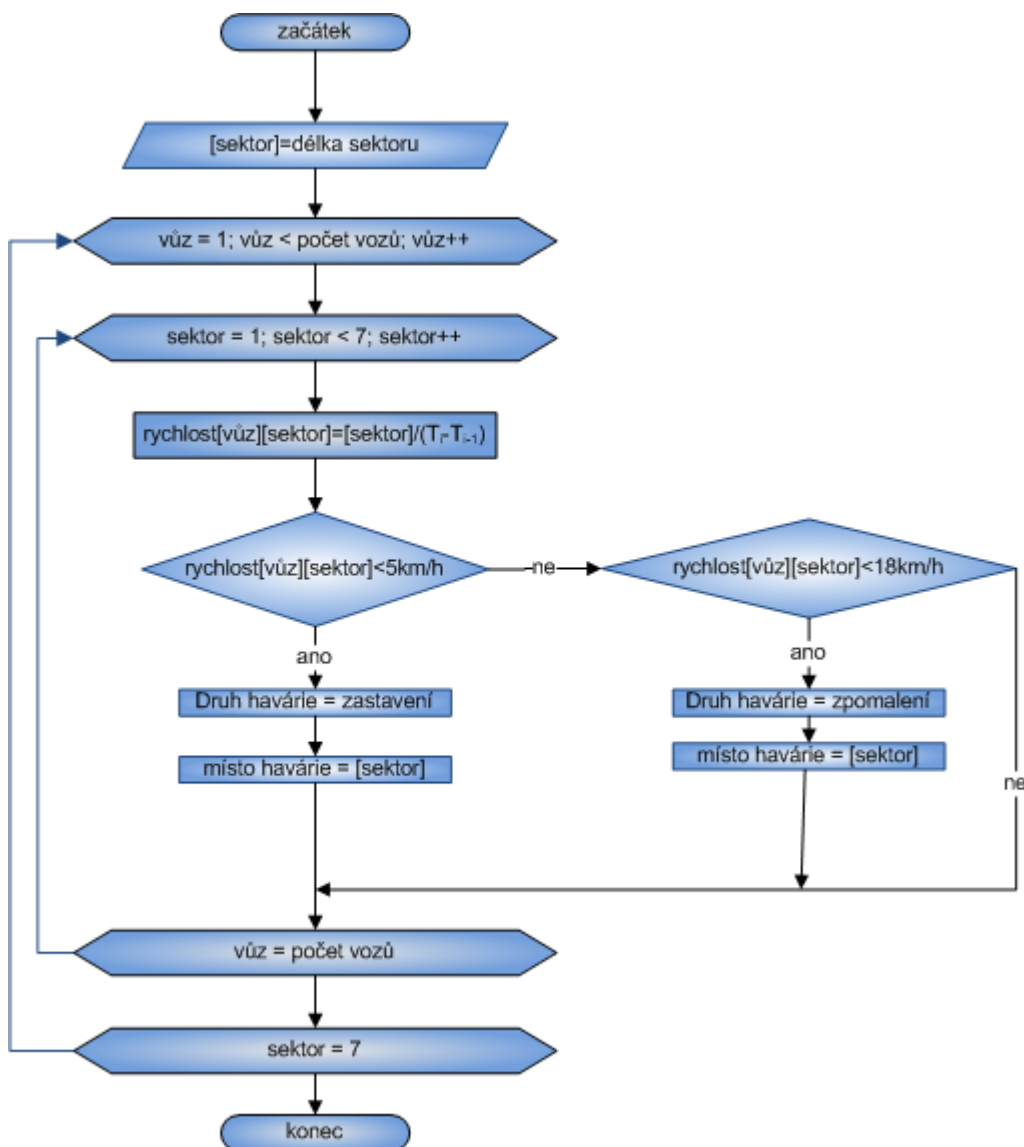 začátek
[sektor]=délka sektoru
vůz = 1; vůz < počet vozů; vůz++
sektor = 1; sektor < 7; sektor++
rychlost[vůz][sektor]=[sektor]/(Tᵢ-Tᵢ₋₁)
rychlost[vůz][sektor]<5km/h
ne
rychlost[vůz][sektor]<18km/h
ano
ano
Druh havárie = zastavení
Druh havárie = zpomalení
místo havárie = [sektor]
místo havárie = [sektor]
ne
vůz = počet vozů
sektor = 7
konec